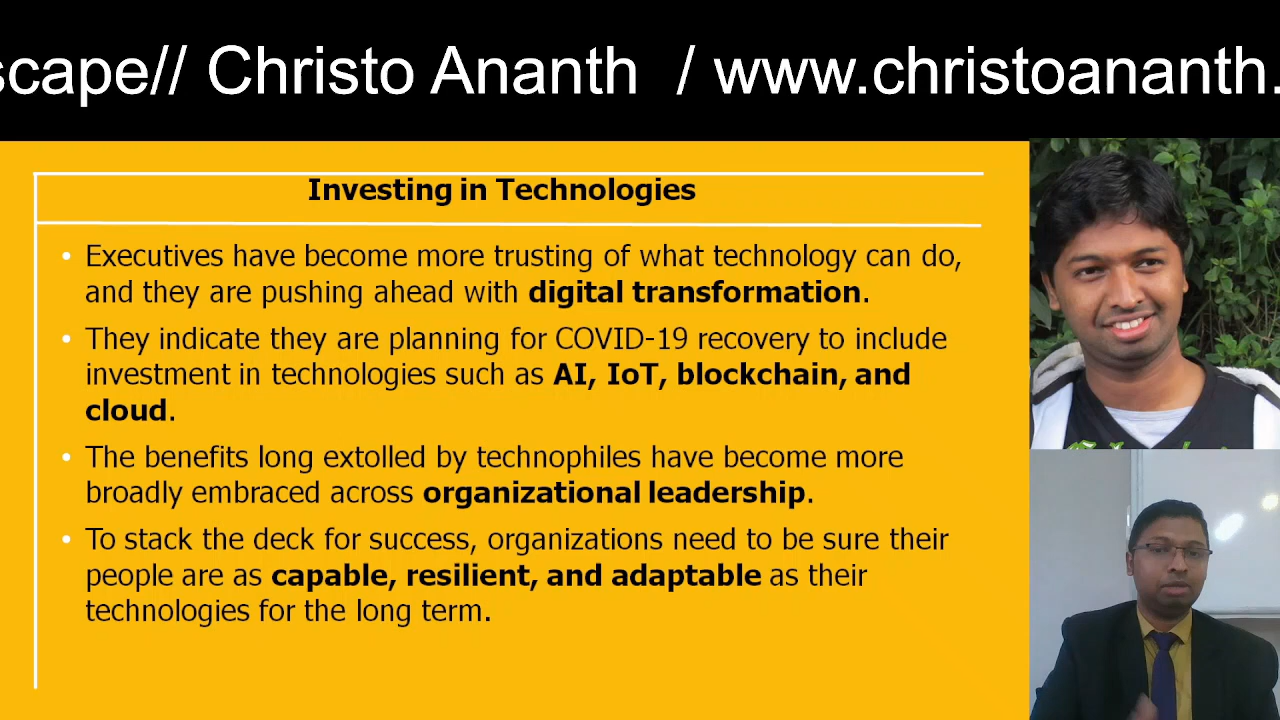 scape// Christo Ananth / www.christoananth.
Investing in Technologies
• Executives have become more trusting of what technology can do,
and they are pushing ahead with digital transformation.
• They indicate they are planning for COVID-19 recovery to include
investment in technologies such as AI, IoT, blockchain, and
cloud.
• The benefits long extolled by technophiles have become more
broadly embraced across organizational leadership.
• To stack the deck for success, organizations need to be sure their
people are as capable, resilient, and adaptable as their
technologies for the long term.